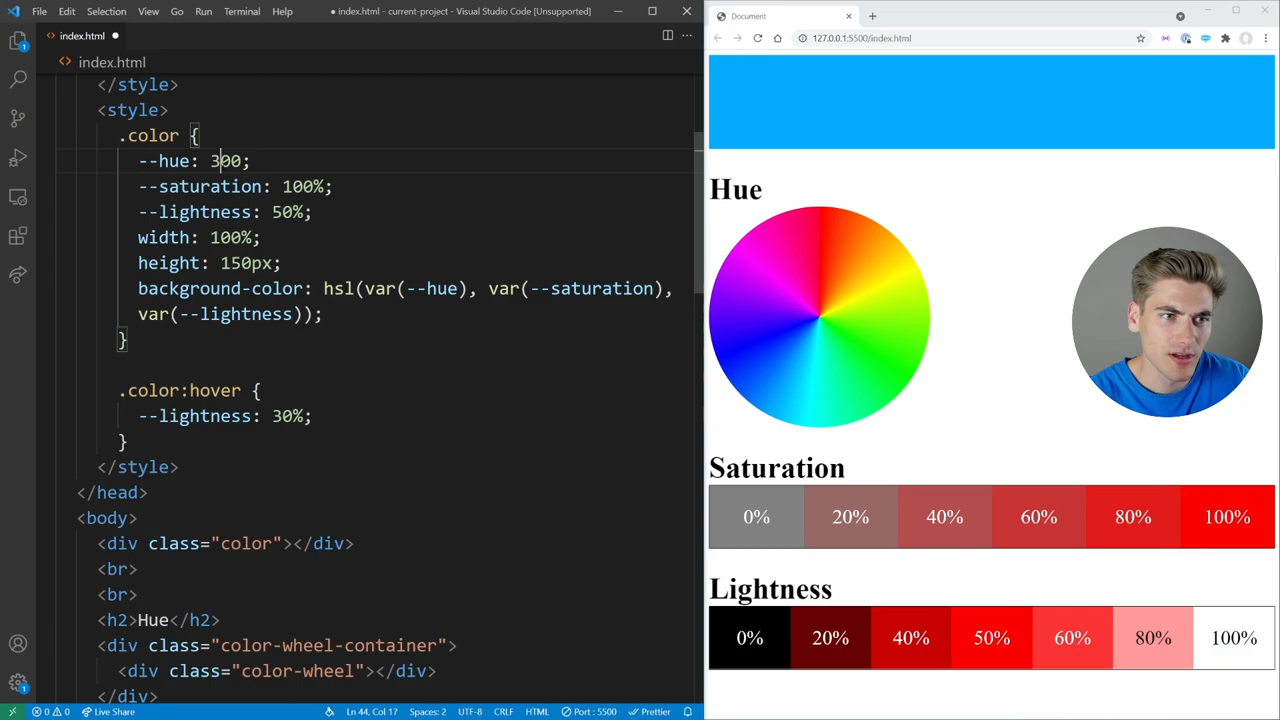 File Edit Selection View Go Run Terminal Help
● index.html - current-project - Visual Studio Code [Unsupported]
index.html ●
index.html
</style>
<style>
.color {
--hue: 300;
--saturation: 100%;
--lightness: 50%;
width: 100%;
height: 150px;
background-color: hsl(var(--hue), var(--saturation),
var(--lightness));
}
.color:hover {
--lightness: 30%;
}
</style>
</head>
<body>
<div class="color"></div>
<br>
<br>
<h2>Hue</h2>
<div class="color-wheel-container">
<div class="color-wheel"></div>
</div>
1
1
0 0 Live Share Ln 44, Col 17 Spaces: 2 UTF-8 CRLF HTML Port : 5500 Prettier
Document
127.0.0.1:5500/index.html
Hue
Saturation
0% 20% 40% 60% 80% 100%
Lightness
0% 20% 40% 50% 60% 80% 100%